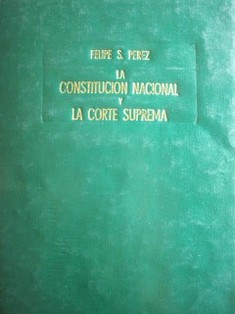 FELIPE S. PEREZ
LA
CONSTITUCION NACIONAL
Y
LA CORTE SUPREMA